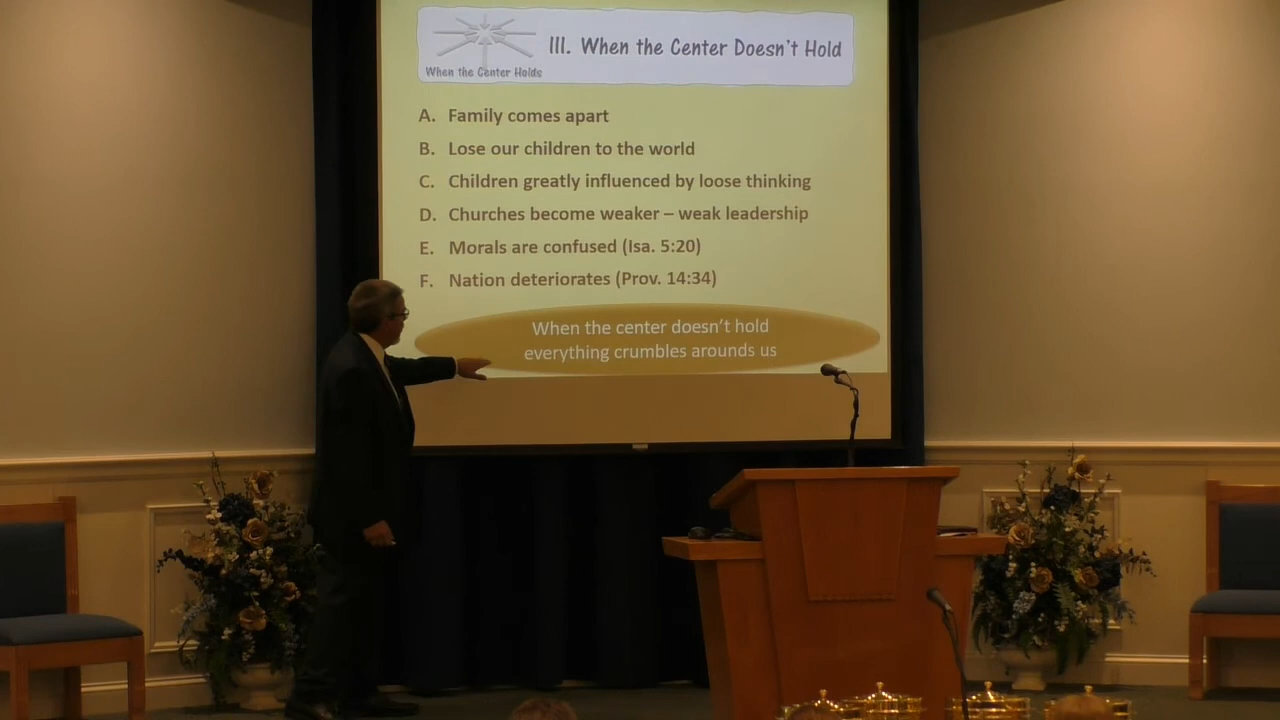 III. When the Center Doesn't Hold
When the Center Holds
A. Family comes apart
B. Lose our children to the world
C. Children greatly influenced by loose thinking
D. Churches become weaker – weak leadership
E. Morals are confused (Isa. 5:20)
F. Nation deteriorates (Prov. 14:34)
When the center doesn't hold
everything crumbles arounds us